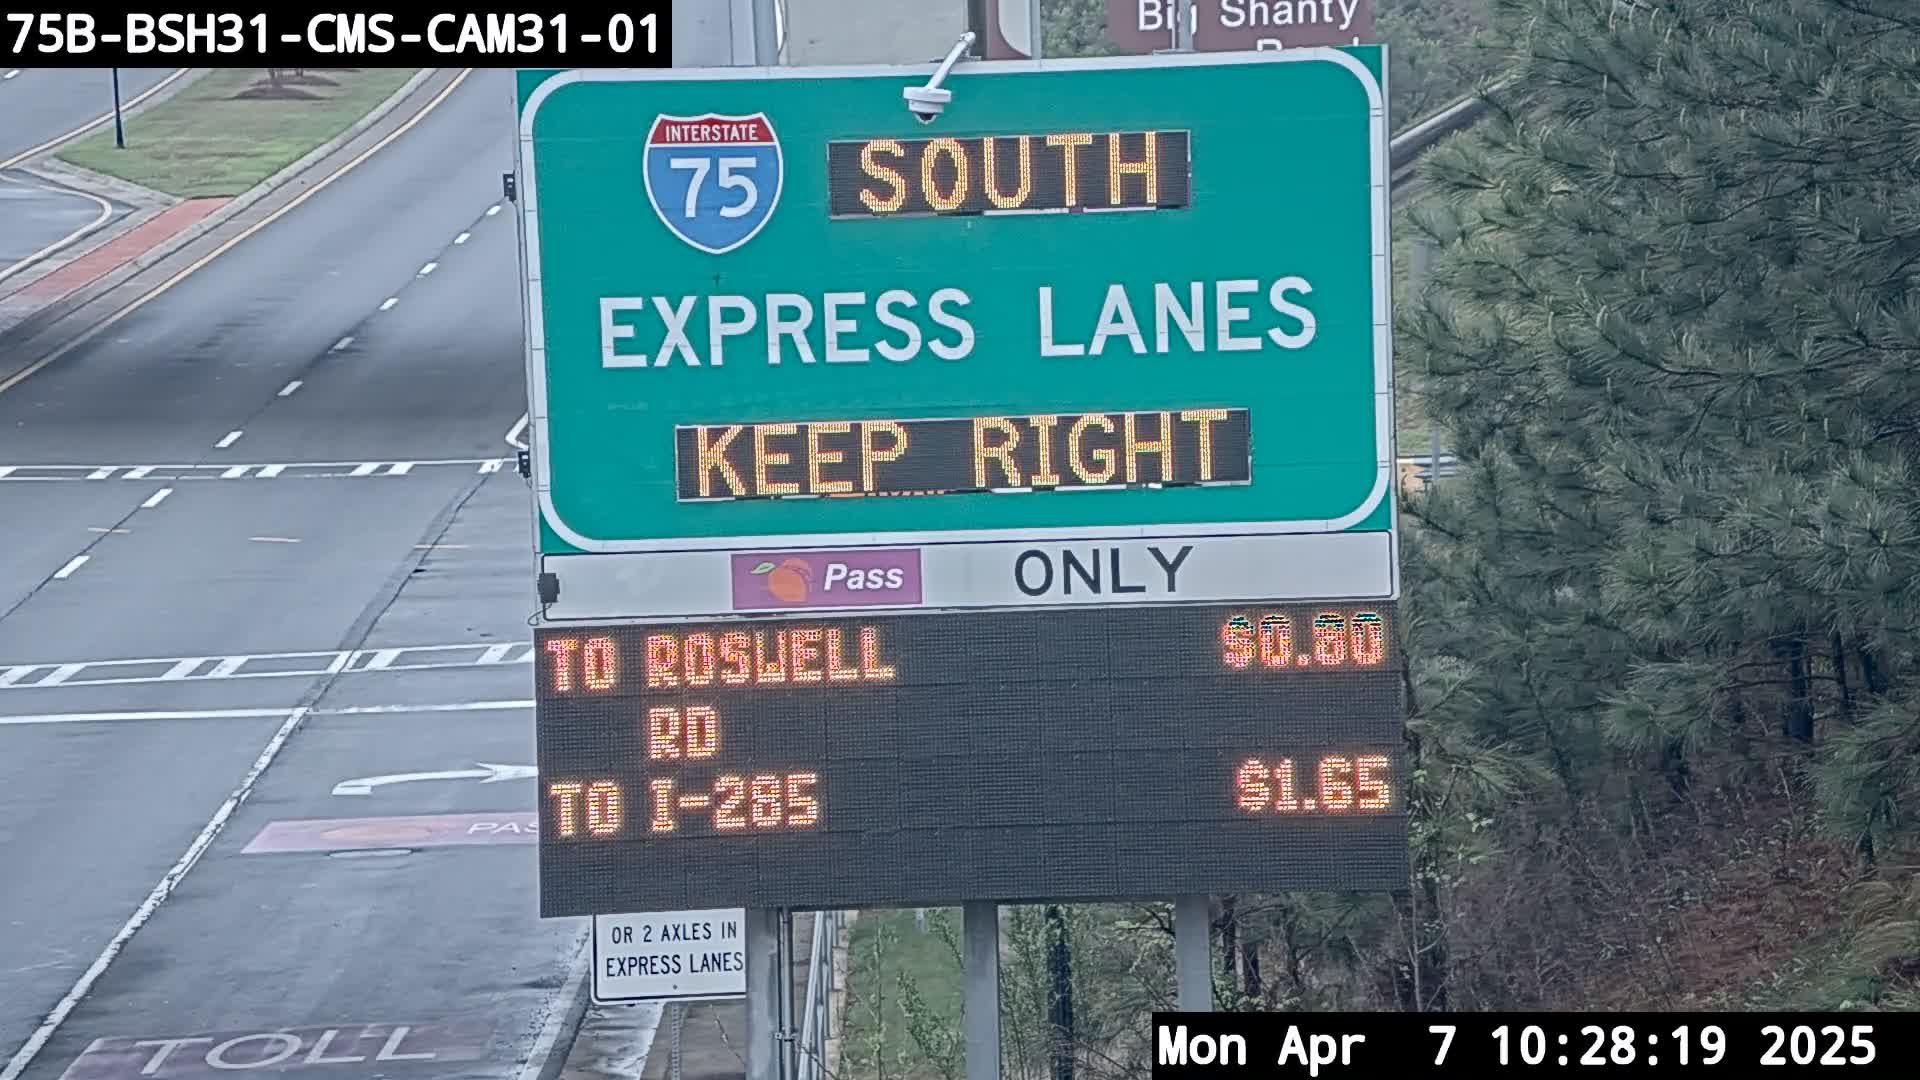 75B-BSH31-CMS-CAM31-01
Big Shanty
Road
INTERSTATE
75
SOUTH
EXPRESS LANES
KEEP RIGHT
Pass ONLY
TO ROSWELL $0.80
RD
TO I-285 $1.65
PAS
OR 2 AXLES IN
EXPRESS LANES
TOLL
Mon Apr 7 10:28:19 2025